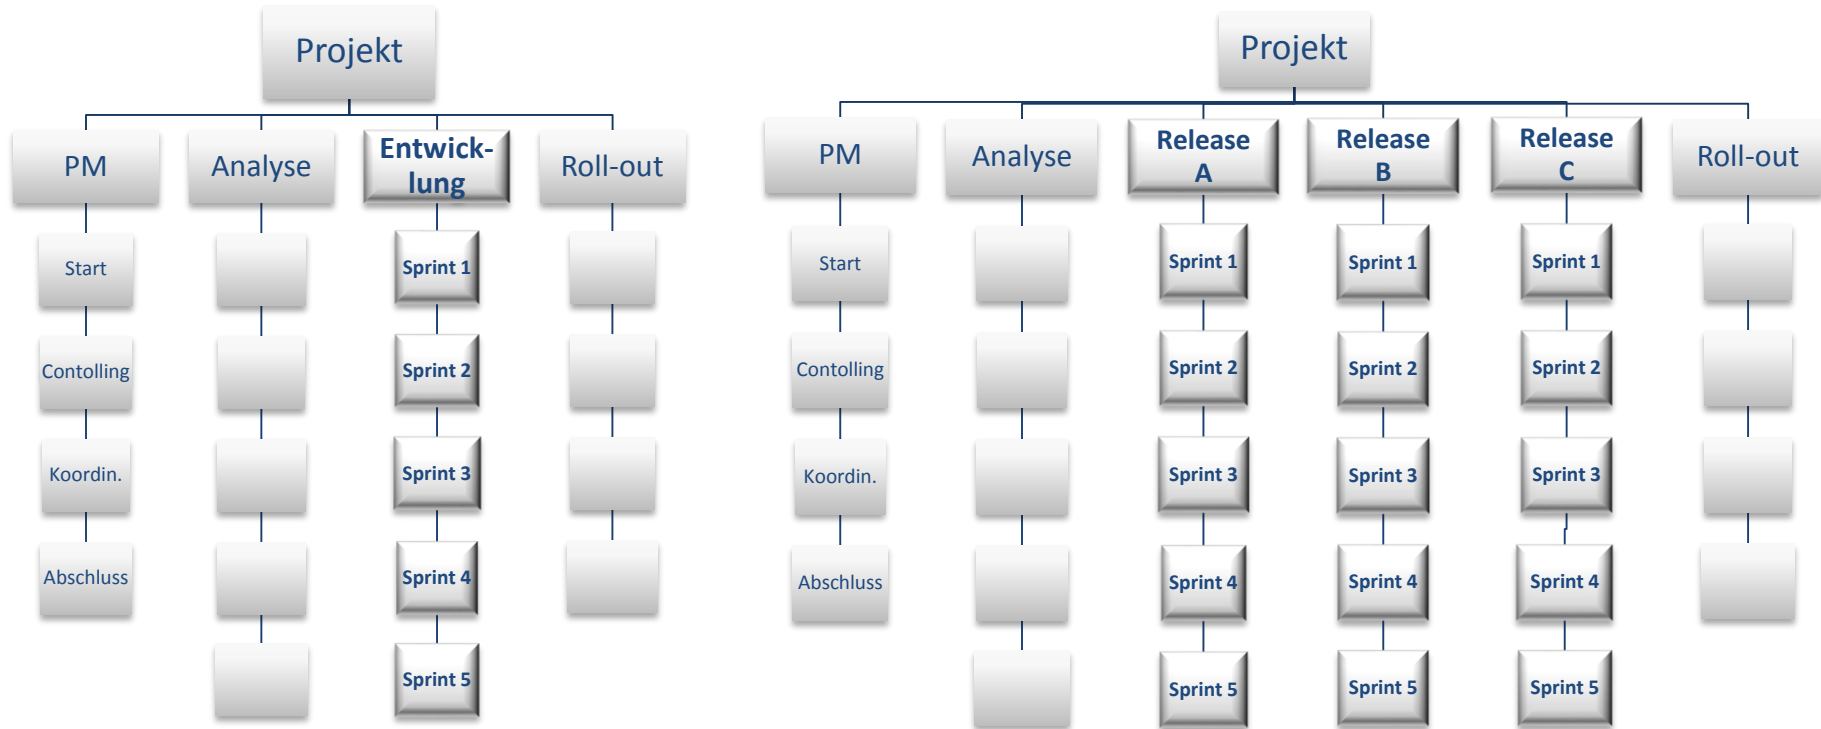 Projekt
PM
Analyse
Entwick-
lung
Roll-out
Start
Contolling
Koordin.
Abschluss
Sprint 1
Sprint 2
Sprint 3
Sprint 4
Sprint 5
Projekt
PM
Analyse
Release
A
Release
B
Release
C
Roll-out
Start
Contolling
Koordin.
Abschluss
Sprint 1
Sprint 2
Sprint 3
Sprint 4
Sprint 5
Sprint 1
Sprint 2
Sprint 3
Sprint 4
Sprint 5
Sprint 1
Sprint 2
Sprint 3
Sprint 4
Sprint 5